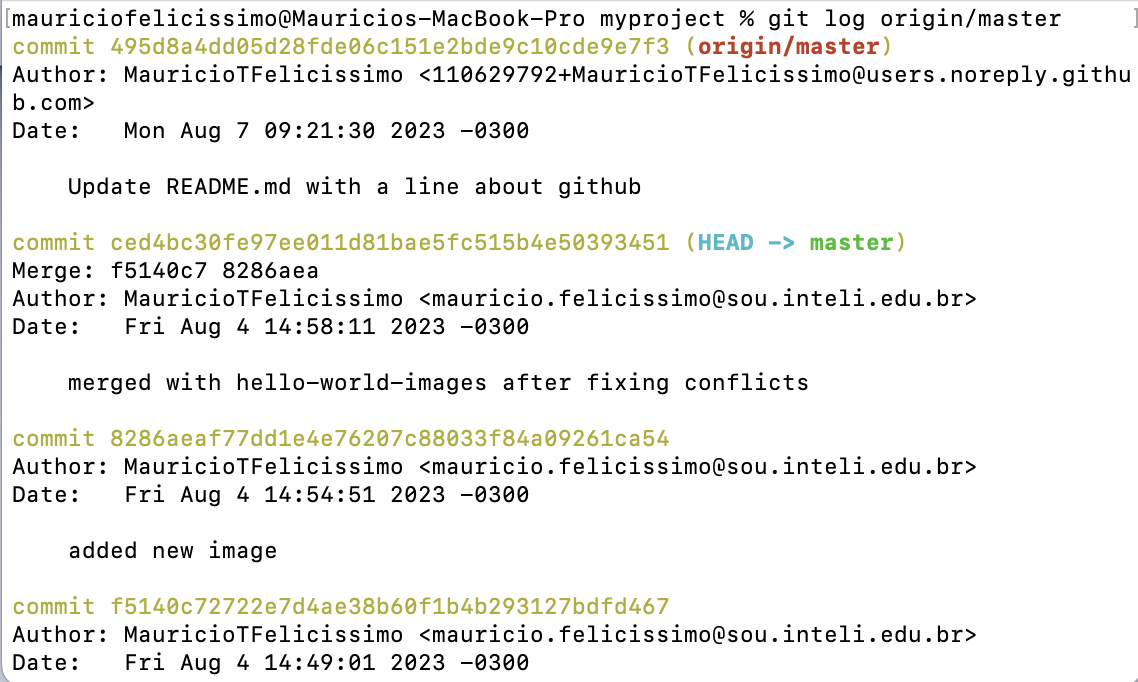 [mauriciofelicissimo@Mauricios-MacBook-Pro myproject % git log origin/master ]
commit 495d8a4dd05d28fde06c151e2bde9c10cde9e7f3 (origin/master)
Author: MauricioTFelicissimo <110629792+MauricioTFelicissimo@users.noreply.githu
b.com>
Date:   Mon Aug 7 09:21:30 2023 -0300
    Update README.md with a line about github
commit ced4bc30fe97ee011d81bae5fc515b4e50393451 (HEAD -> master)
Merge: f5140c7 8286aea
Author: MauricioTFelicissimo <mauricio.felicissimo@sou.inteli.edu.br>
Date:   Fri Aug 4 14:58:11 2023 -0300
    merged with hello-world-images after fixing conflicts
commit 8286aeaf77dd1e4e76207c88033f84a09261ca54
Author: MauricioTFelicissimo <mauricio.felicissimo@sou.inteli.edu.br>
Date:   Fri Aug 4 14:54:51 2023 -0300
    added new image
commit f5140c72722e7d4ae38b60f1b4b293127bdfd467
Author: MauricioTFelicissimo <mauricio.felicissimo@sou.inteli.edu.br>
Date:   Fri Aug 4 14:49:01 2023 -0300